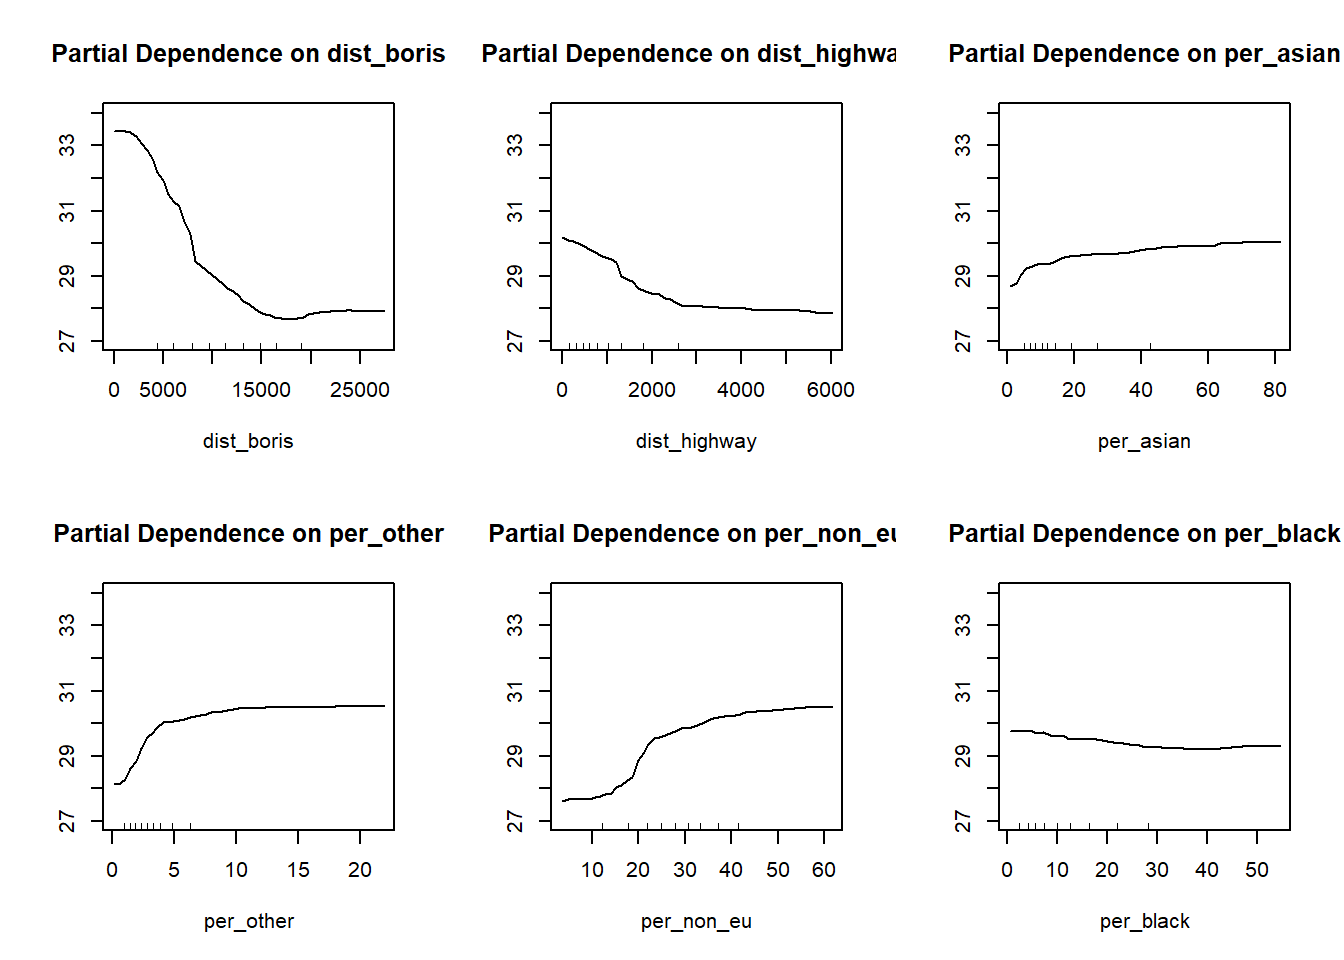 Partial Dependence on dist_boris
33
31
29
27
0 5000 15000 25000
dist_boris
Partial Dependence on dist_highwa
33
31
29
27
0 2000 4000 6000
dist_highway
Partial Dependence on per_asian
33
31
29
27
0 20 40 60 80
per_asian
Partial Dependence on per_other
33
31
29
27
0 5 10 15 20
per_other
Partial Dependence on per_non_eu
33
31
29
27
10 20 30 40 50 60
per_non_eu
Partial Dependence on per_black
33
31
29
27
0 10 20 30 40 50
per_black